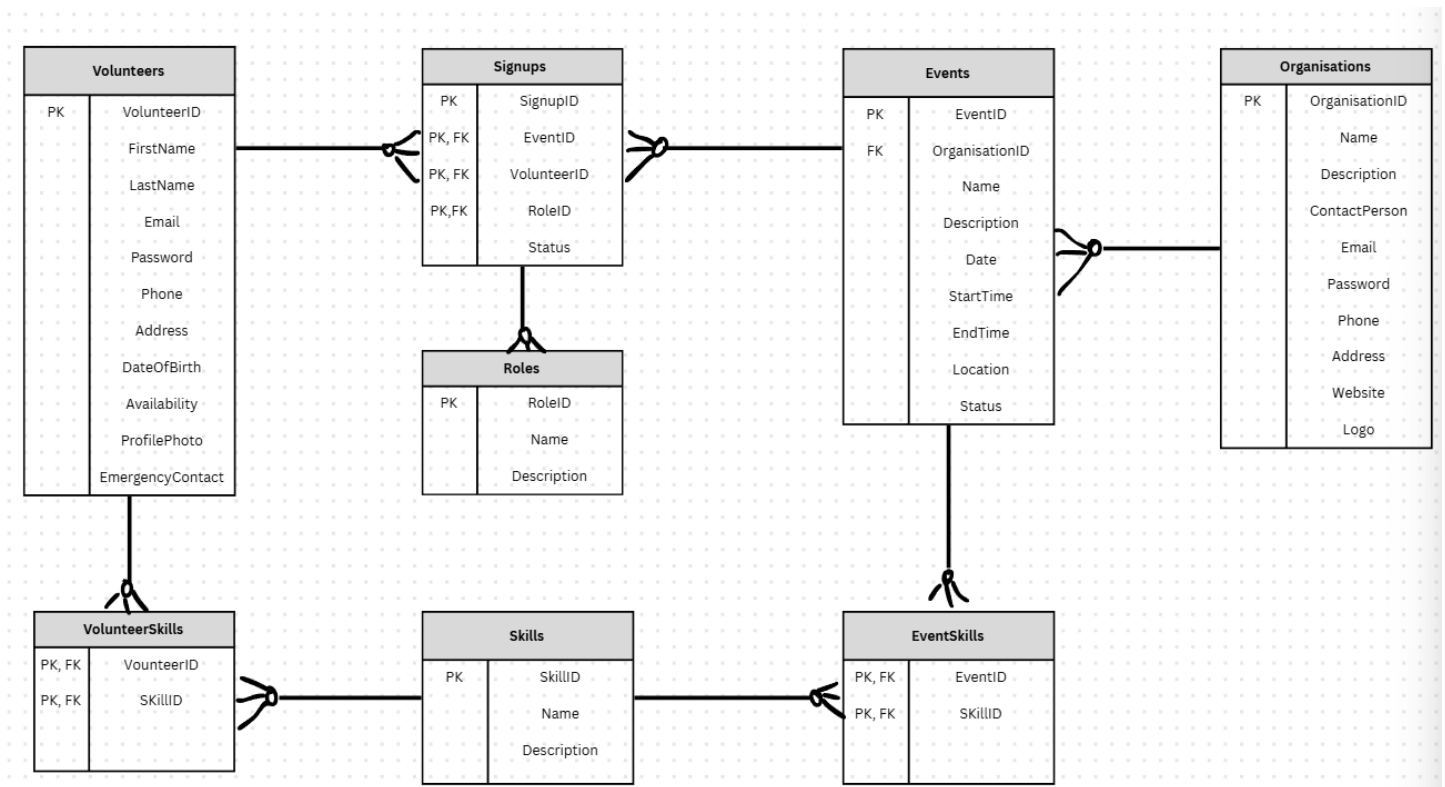 Volunteers
PK VolunteerID
FirstName
LastName
Email
Password
Phone
Address
DateOfBirth
Availability
ProfilePhoto
EmergencyContact
Signups
PK SignupID
PK, FK EventID
PK, FK VolunteerID
PK,FK RoleID
Status
Roles
PK RoleID
Name
Description
Events
PK EventID
FK OrganisationID
Name
Description
Date
StartTime
EndTime
Location
Status
Organisations
PK OrganisationID
Name
Description
ContactPerson
Email
Password
Phone
Address
Website
Logo
VolunteerSkills
PK, FK VounteerID
PK, FK SKillID
Skills
PK SkillID
Name
Description
EventSkills
PK, FK EventID
PK, FK SKillID